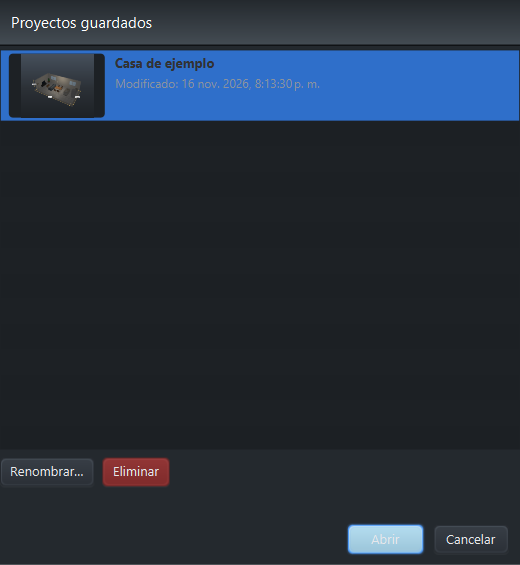 Proyectos guardados
Casa de ejemplo
Modificado: 16 nov. 2026, 8:13:30 p. m.
Renombrar...
Eliminar
Abrir
Cancelar